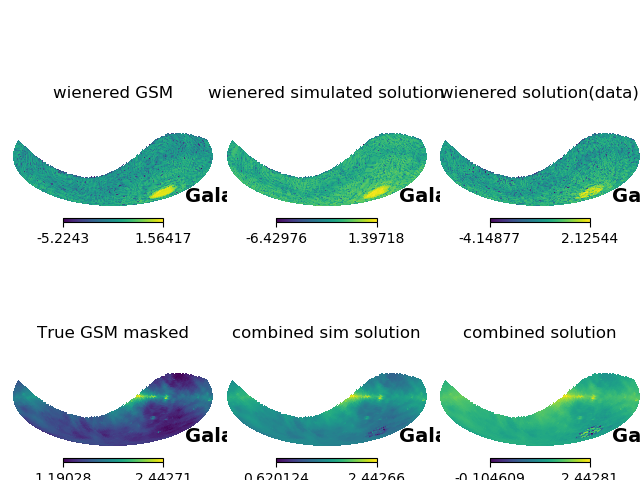 wienered GSM wienered simulated solution wienered solution(data)
Gala Gala Ga
-5.2243 1.56417 -6.42976 1.39718 -4.14877 2.12544
True GSM masked combined sim solution combined solution
Gala Gala Ga
1.19028 2.44271 0.620124 2.44266 -0.104609 2.44281